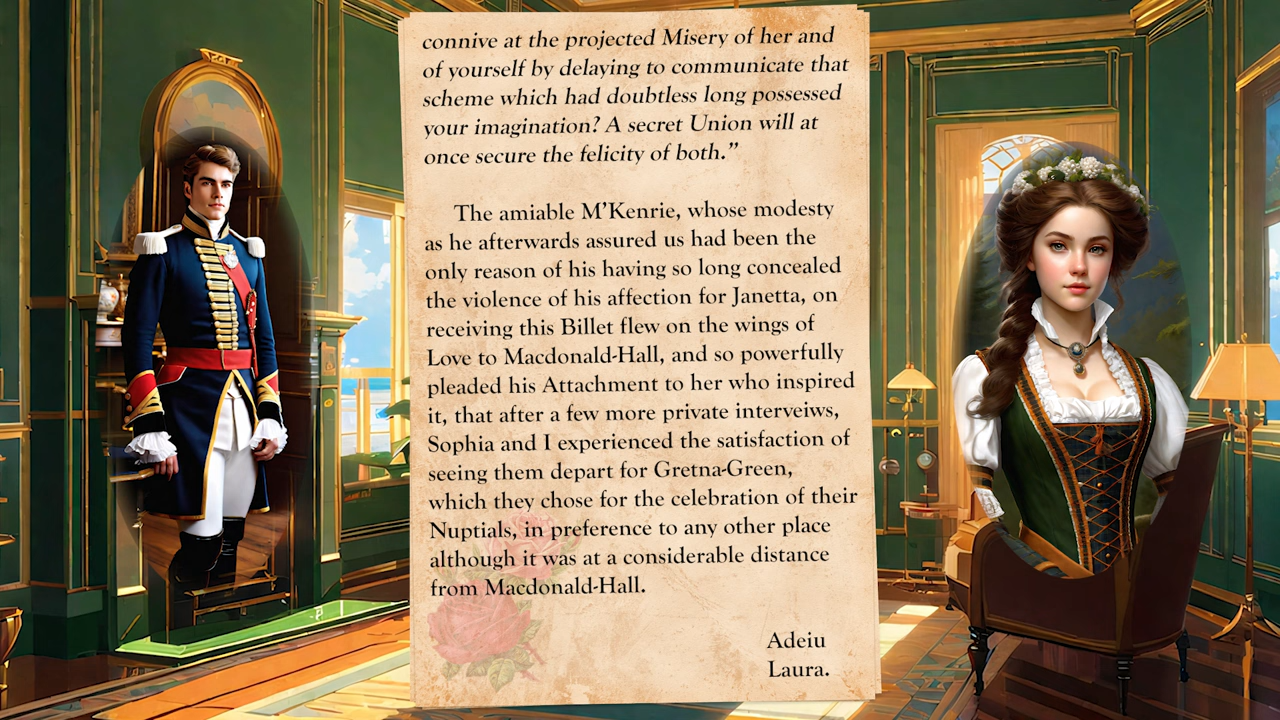 connive at the projected Misery of her and
of yourself by delaying to communicate that
scheme which had doubtless long possessed
your imagination? A secret Union will at
once secure the felicity of both.”
The amiable M’Kenrie, whose modesty
as he afterwards assured us had been the
only reason of his having so long concealed
the violence of his affection for Janetta, on
receiving this Billet flew on the wings of
Love to Macdonald-Hall, and so powerfully
pleaded his Attachment to her who inspired
it, that after a few more private interveiws,
Sophia and I experienced the satisfaction of
seeing them depart for Gretna-Green,
which they chose for the celebration of their
Nuptials, in preference to any other place
although it was at a considerable distance
from Macdonald-Hall.
Adeiu
Laura.